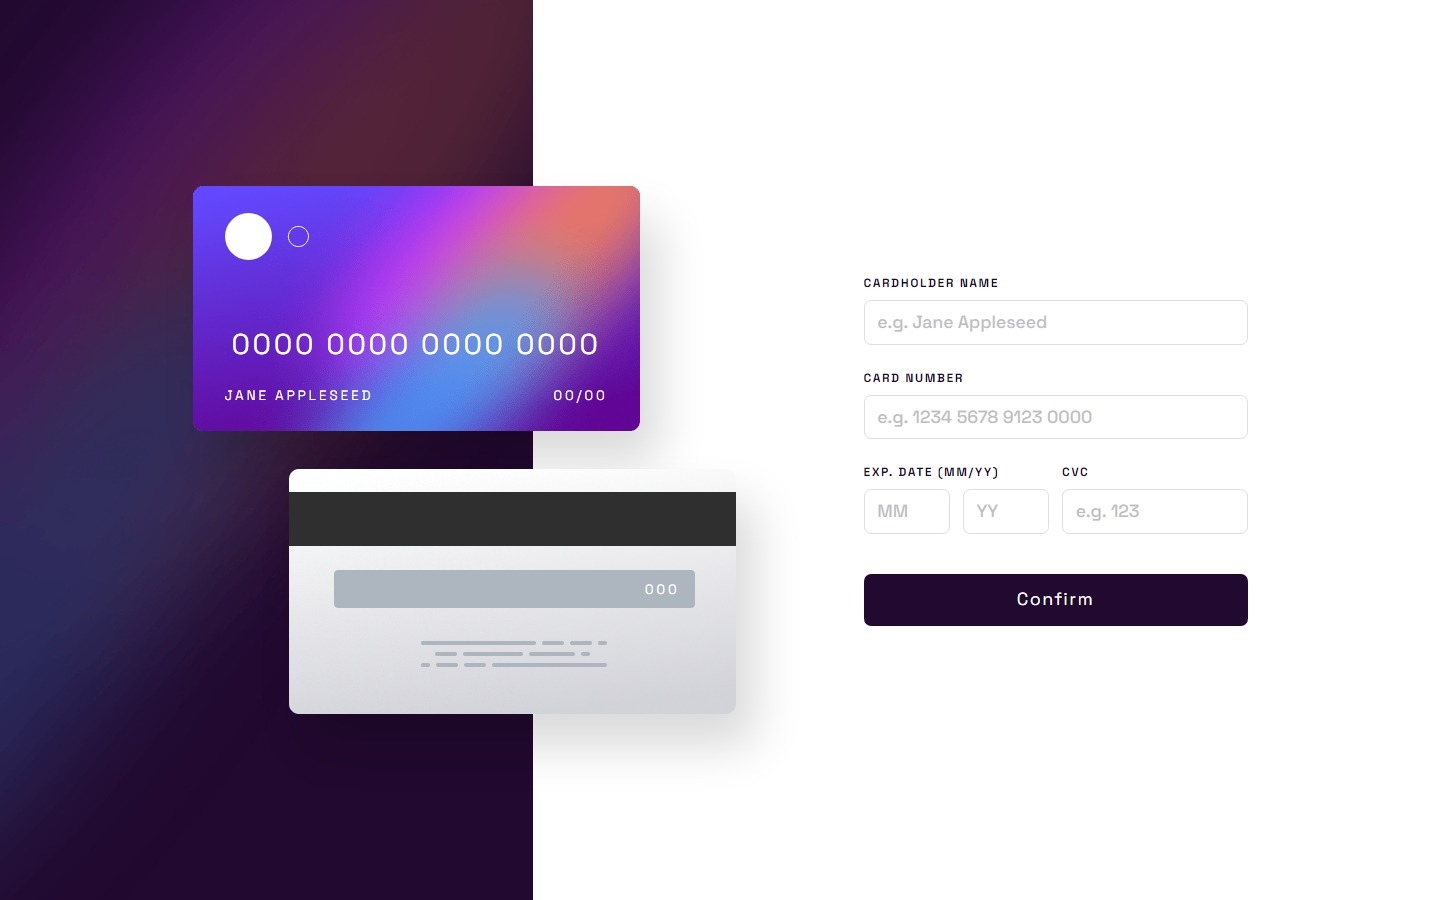 0000 0000 0000 0000
JANE APPLESEED 00/00
000
CARDHOLDER NAME
e.g. Jane Appleseed
CARD NUMBER
e.g. 1234 5678 9123 0000
EXP. DATE (MM/YY) CVC
MM YY e.g. 123
Confirm